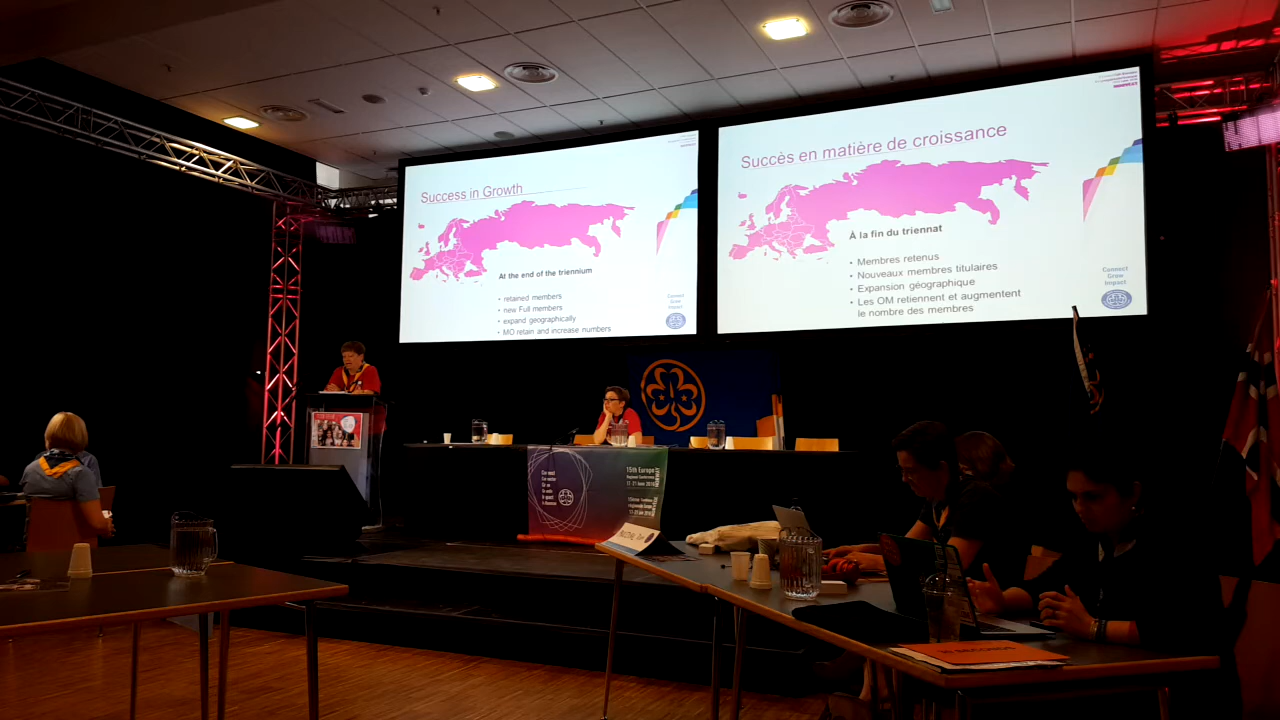 Success in Growth
At the end of the triennium
• retained members
• new Full members
• expand geographically
• MO retain and increase numbers
Connect
Grow
Impact
Succès en matière de croissance
À la fin du triennat
• Membres retenus
• Nouveaux membres titulaires
• Expansion géographique
• Les OM retiennent et augmentent
le nombre des membres
Connect
Grow
Impact
15th Europe
Regional Conference